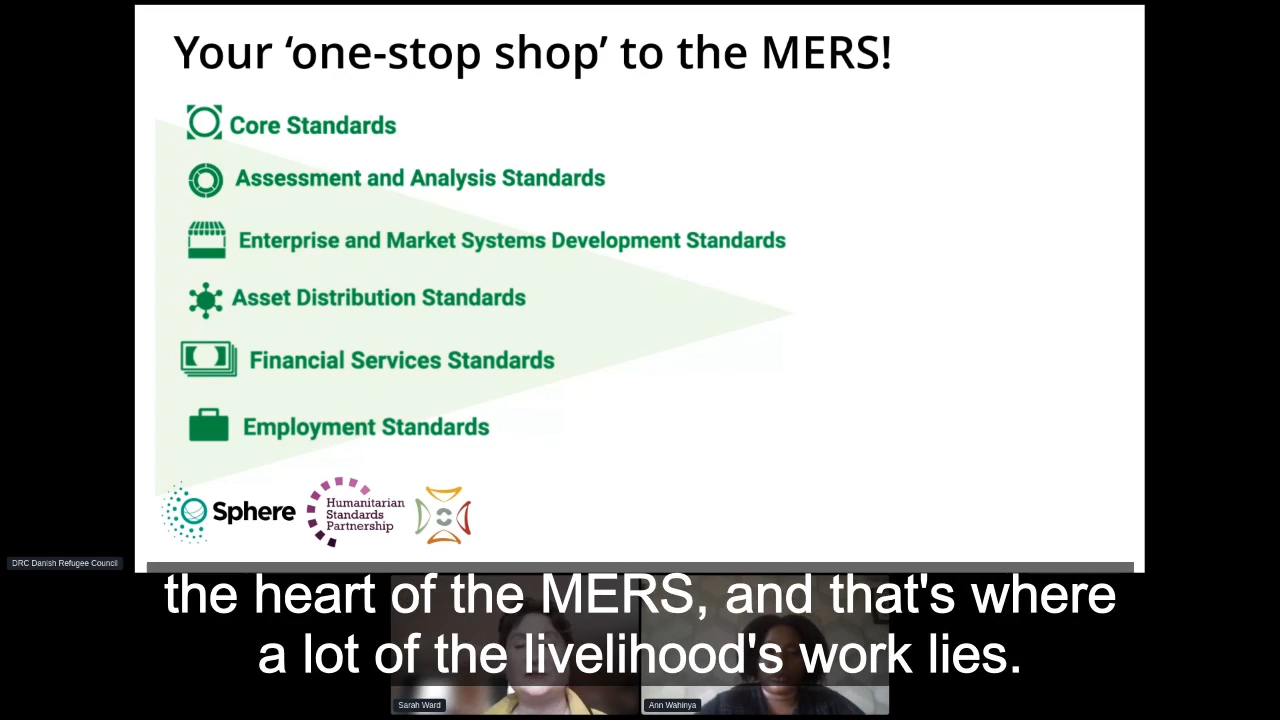 Your ‘one-stop shop’ to the MERS!
Core Standards
Assessment and Analysis Standards
Enterprise and Market Systems Development Standards
Asset Distribution Standards
Financial Services Standards
Employment Standards
Sphere
Humanitarian
Standards
Partnership
DRC Danish Refugee Council
the heart of the MERS, and that's where
a lot of the livelihood's work lies.
Sarah Ward
Ann Wahinya